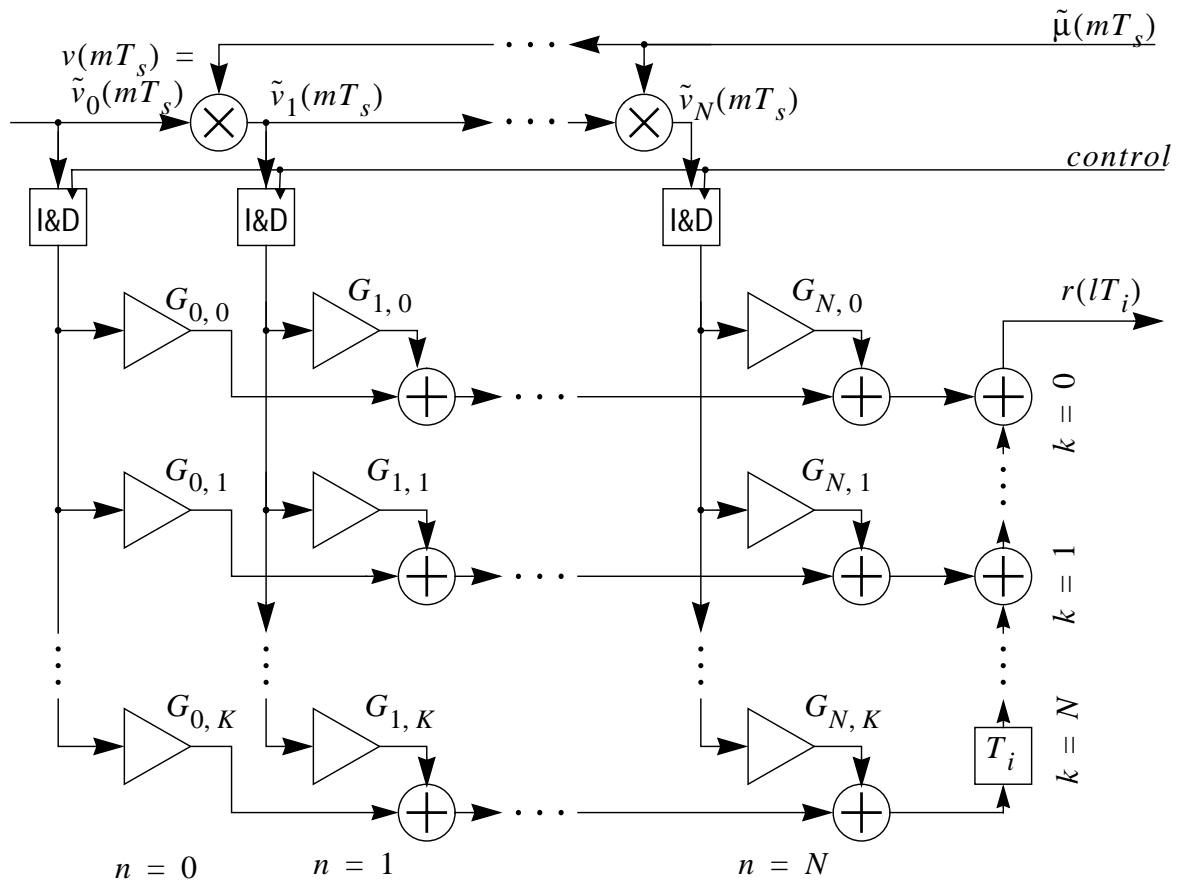 μ̃(mT_s)
v(mT_s) =
ṽ_0(mT_s)
ṽ_1(mT_s)
ṽ_N(mT_s)
control
I&D I&D I&D
G_{0, 0} G_{1, 0} G_{N, 0} r(lT_i)
k = 0
G_{0, 1} G_{1, 1} G_{N, 1}
k = 1
G_{0, K} G_{1, K} G_{N, K}
T_i
k = N
n = 0 n = 1 n = N